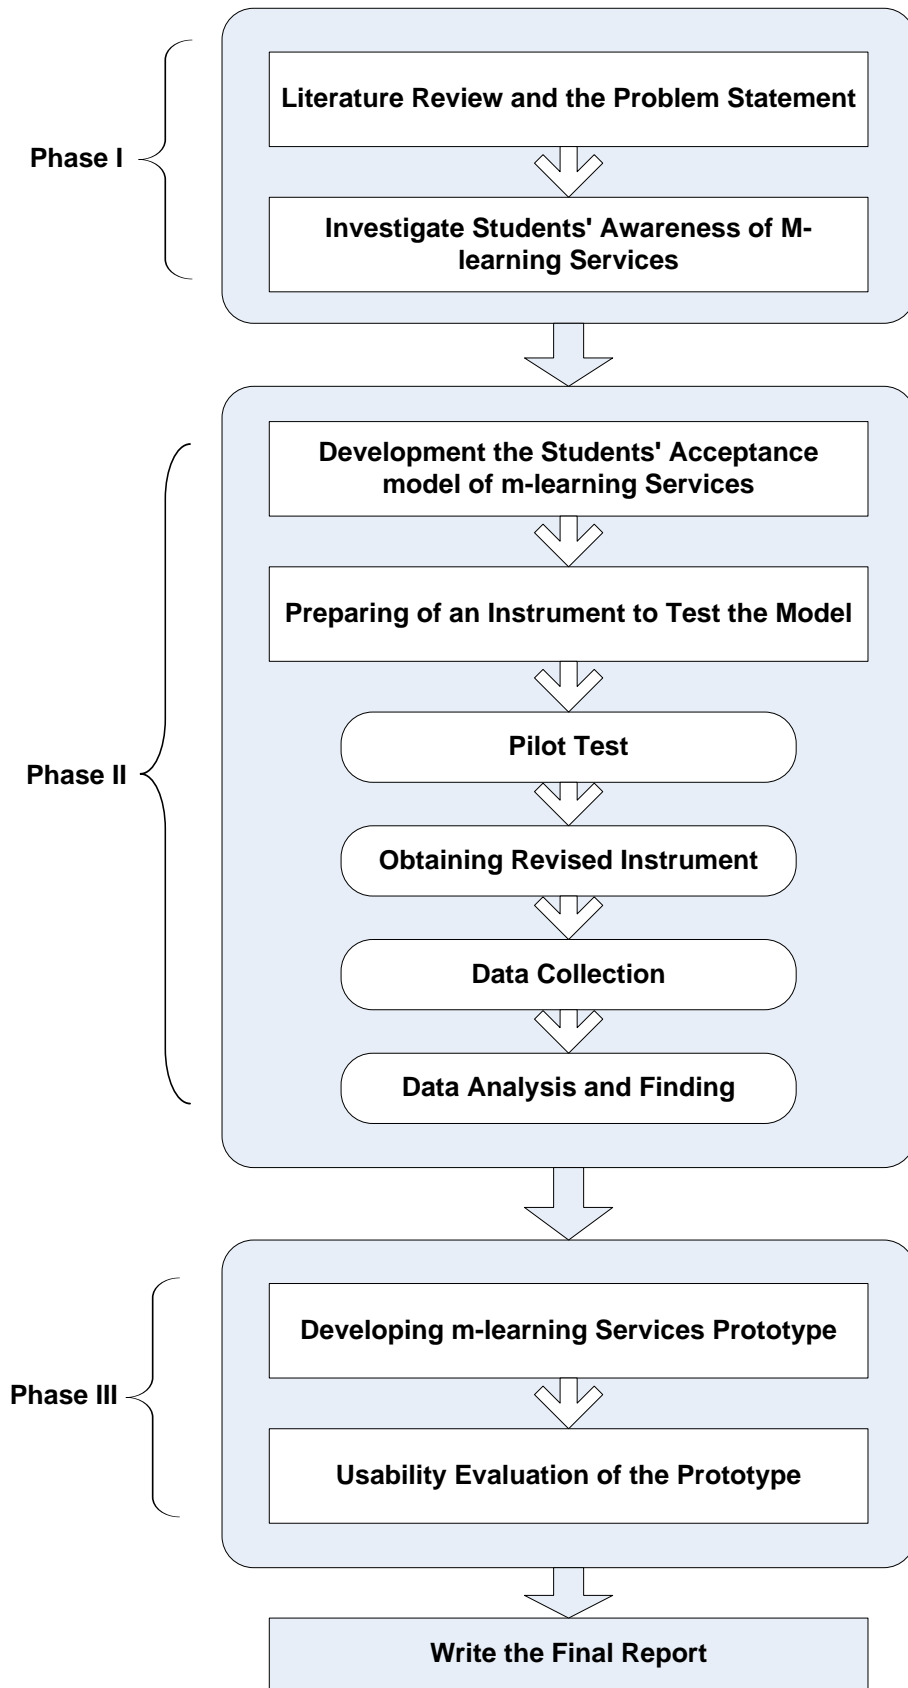 Phase I
Literature Review and the Problem Statement
Investigate Students' Awareness of M-
learning Services
Phase II
Development the Students' Acceptance
model of m-learning Services
Preparing of an Instrument to Test the Model
Pilot Test
Obtaining Revised Instrument
Data Collection
Data Analysis and Finding
Phase III
Developing m-learning Services Prototype
Usability Evaluation of the Prototype
Write the Final Report